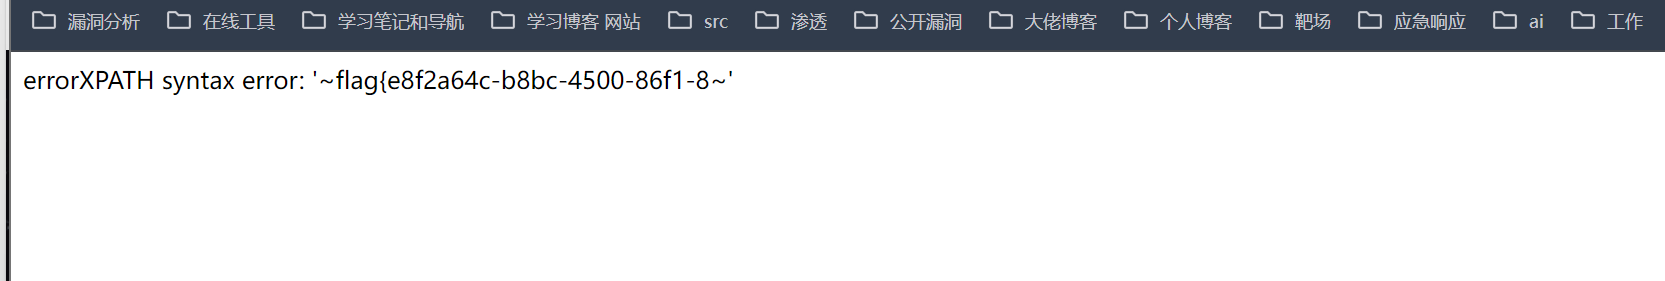 漏洞分析 在线工具 学习笔记和导航 学习博客 网站 src 渗透 公开漏洞 大佬博客 个人博客 靶场 应急响应 ai 工作
errorXPATH syntax error: '~flag{e8f2a64c-b8bc-4500-86f1-8~'